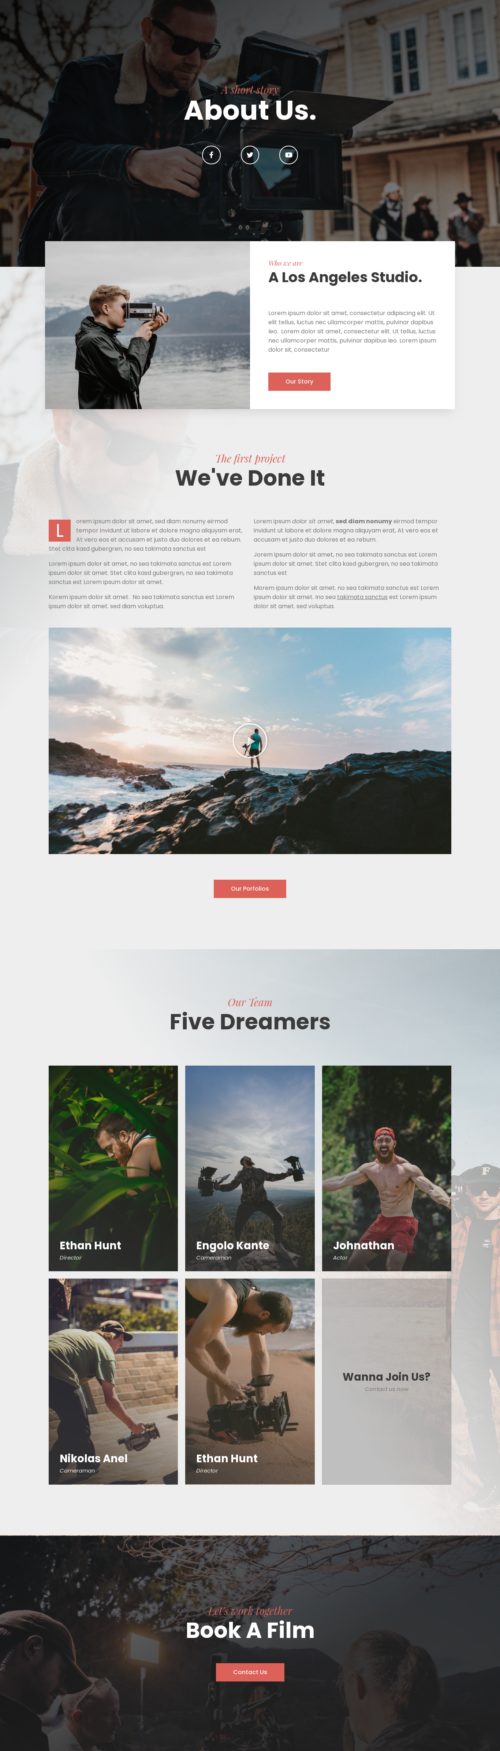 A short story
About Us.
Who we are
A Los Angeles Studio.
Lorem ipsum dolor sit amet, consectetur adipiscing elit. Ut
elit tellus, luctus nec ullamcorper mattis, pulvinar dapibus
leo. Lorem ipsum dolor sit amet, consectetur elit. Ut tellus, luctus
nec ullamcorper mattis, pulvinar dapibus leo. Lorem ipsum
dolor sit, consectetur
Our Story
The first project
We've Done It
L orem ipsum dolor sit amet, sed diam nonumy eirmod
tempor invidunt ut labore et dolore magna aliquyam erat,
At vero eos et accusam et justo duo dolores et ea rebum.
Stet clita kasd gubergren, no sea takimata sanctus est
Lorem ipsum dolor sit amet, no sea takimata sanctus est Lorem
ipsum dolor sit amet. Stet clita kasd gubergren, no sea takimata
sanctus est Lorem ipsum dolor sit amet.
Korem ipsum dolor sit amet. No sea takimata sanctus est Lorem
ipsum dolor sit amet. sed diam voluptua.
Lorem ipsum dolor sit amet, sed diam nonumy eirmod tempor
invidunt ut labore et dolore magna aliquyam, At vero eos et
accusam et justo duo dolores et ea rebum.
Jorem ipsum dolor sit amet, no sea takimata sanctus est Lorem
ipsum dolor sit amet. Stet clita kasd gubergren, no sea takimata
sanctus est
Morem ipsum dolor sit amet. no sea takimata sanctus est Lorem
ipsum dolor sit amet. Ino sea takimata sanctus est Lorem ipsum
dolor sit amet. sed voluptua.
Our Porfolios
Our Team
Five Dreamers
Ethan Hunt
Director
Engolo Kante
Cameraman
Johnathan
Actor
Nikolas Anel
Cameraman
Ethan Hunt
Director
Wanna Join Us?
Contact us now
Let's work together
Book A Film
Contact Us